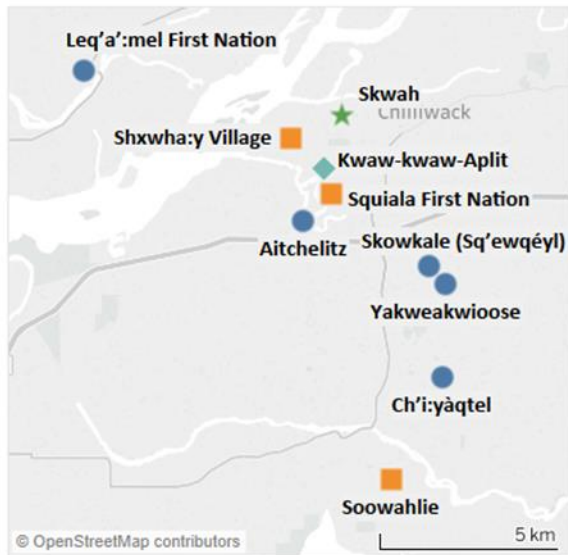 Leq'a':mel First Nation
Skwah
Chilliwack
Shxwha:y Village
Kwaw-kwaw-Aplit
Squiala First Nation
Skowkale (Sq'ewqéyl)
Aitchelitz
Yakweakwioose
Ch'i:yàqtel
Soowahlie
© OpenStreetMap contributors
5 km